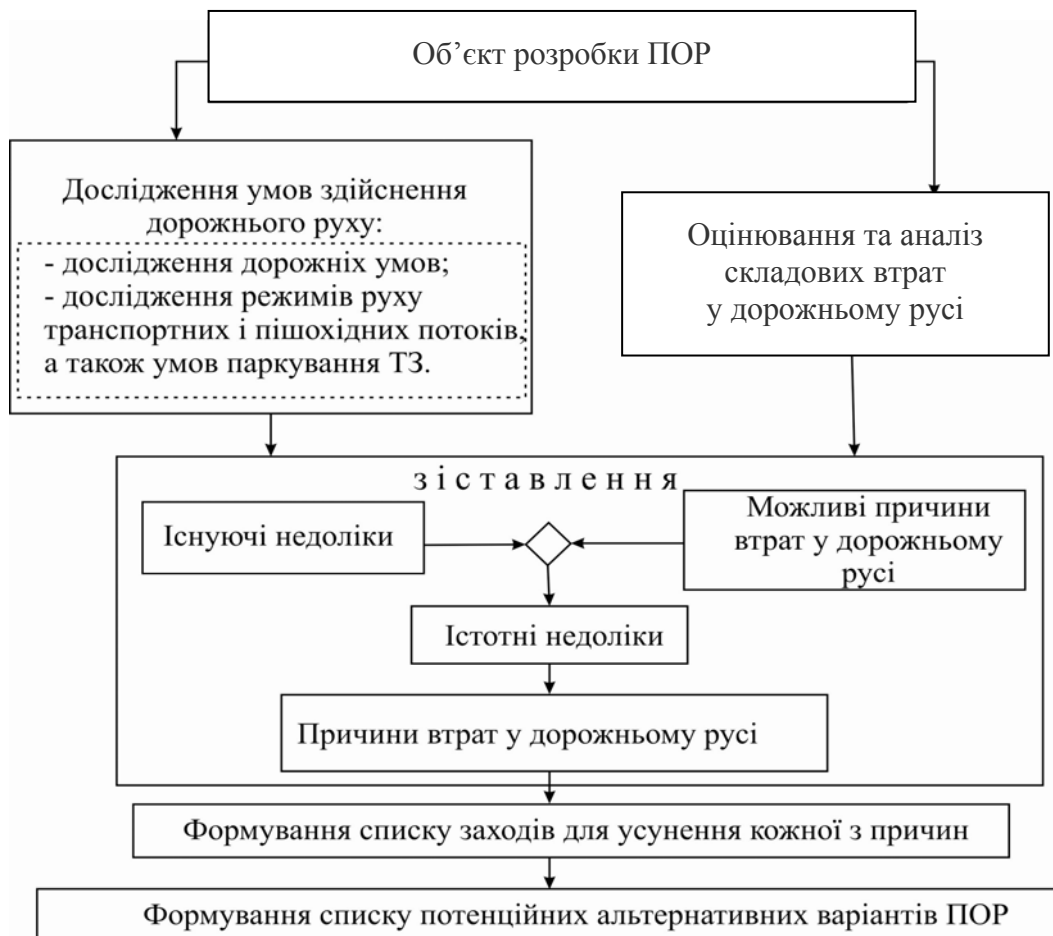 Об’єкт розробки ПОР
Дослідження умов здійснення
дорожнього руху:
- дослідження дорожніх умов;
- дослідження режимів руху
транспортних і пішохідних потоків,
а також умов паркування ТЗ.
Оцінювання та аналіз
складових втрат
у дорожньому русі
з і с т а в л е н н я
Існуючі недоліки
Можливі причини
втрат у дорожньому
русі
Істотні недоліки
Причини втрат у дорожньому русі
Формування списку заходів для усунення кожної з причин
Формування списку потенційних альтернативних варіантів ПОР